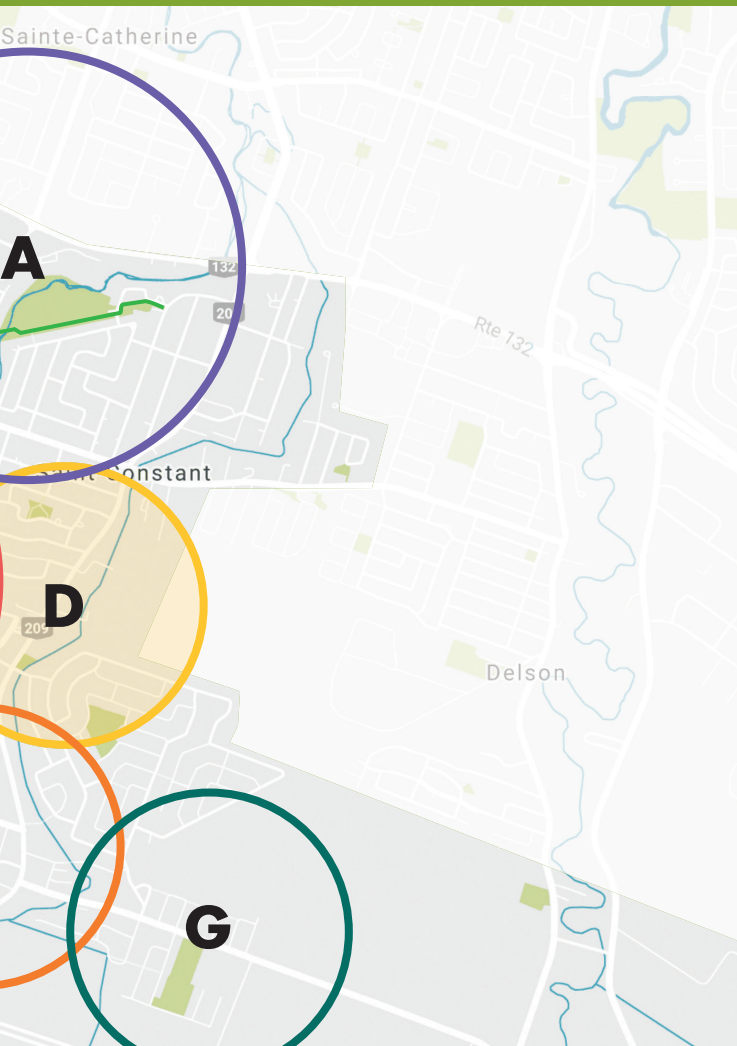 Sainte-Catherine
A
132
209
Rte 132
Saint-Constant
D
209
Delson
G